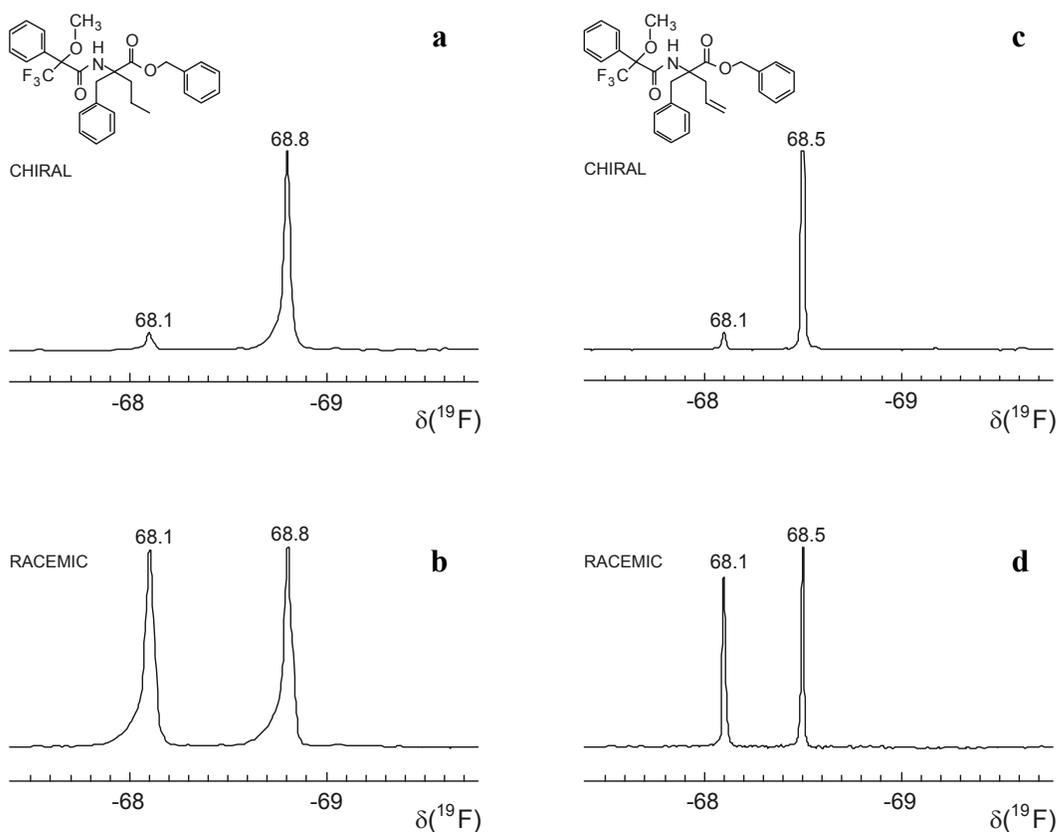 CH₃
O
H
N
O
O
F₃C
O
a
CHIRAL
68.8
68.1
-68
-69
δ(¹⁹F)
CH₃
O
H
N
O
O
F₃C
O
c
CHIRAL
68.5
68.1
-68
-69
δ(¹⁹F)
RACEMIC
68.1
68.8
b
-68
-69
δ(¹⁹F)
RACEMIC
68.1
68.5
d
-68
-69
δ(¹⁹F)